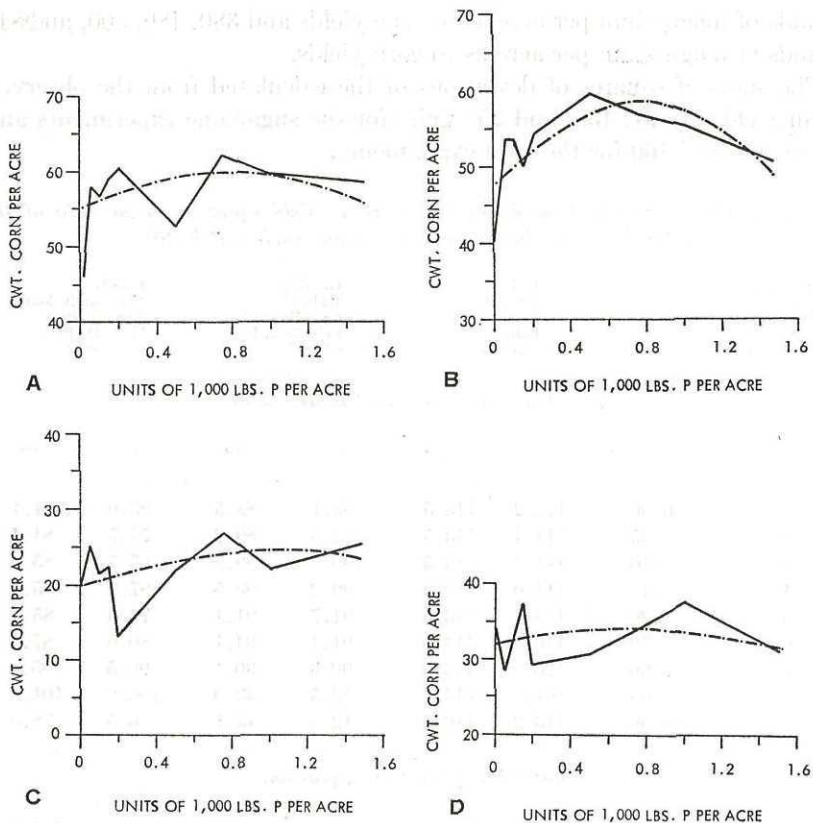 70
60
50
40
CWT. CORN PER ACRE
0 0.4 0.8 1.2 1.6
A
UNITS OF 1,000 LBS. P PER ACRE
70
60
50
40
30
CWT. CORN PER ACRE
0 0.4 0.8 1.2 1.6
B
UNITS OF 1,000 LBS. P PER ACRE
40
30
20
10
0
CWT. CORN PER ACRE
0 0.4 0.8 1.2 1.6
C
UNITS OF 1,000 LBS. P PER ACRE
40
30
20
CWT. CORN PER ACRE
0 0.4 0.8 1.2 1.6
D
UNITS OF 1,000 LBS. P PER ACRE